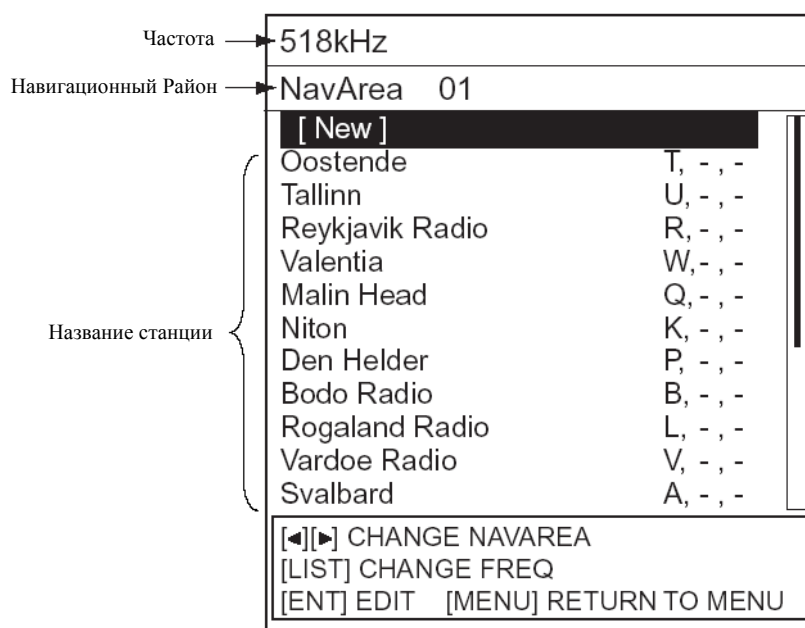 Частота 518kHz
Навигационный Район NavArea 01
[ New ]
Oostende T, - , -
Tallinn U, - , -
Reykjavik Radio R, - , -
Valentia W, - , -
Malin Head Q, - , -
Название станции
Niton K, - , -
Den Helder P, - , -
Bodo Radio B, - , -
Rogaland Radio L, - , -
Vardoe Radio V, - , -
Svalbard A, - , -
[◄][►] CHANGE NAVAREA
[LIST] CHANGE FREQ
[ENT] EDIT [MENU] RETURN TO MENU